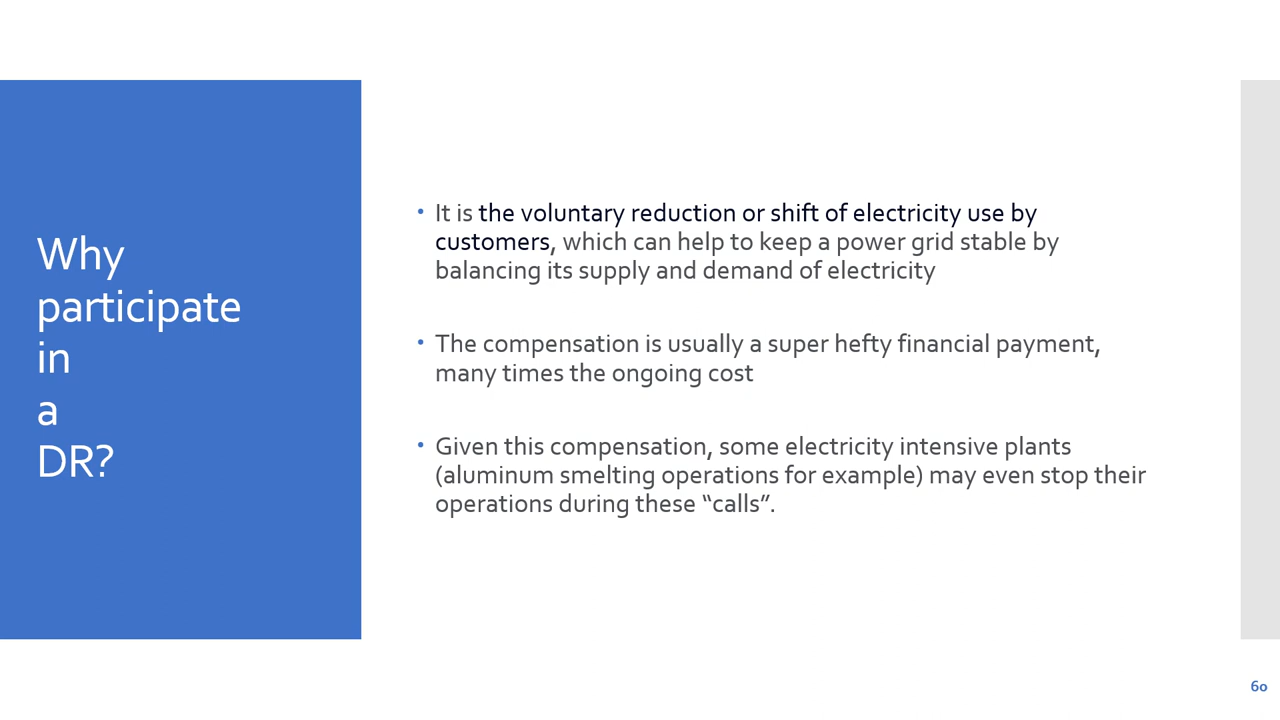 Why
participate
in
a
DR?
• It is the voluntary reduction or shift of electricity use by
customers, which can help to keep a power grid stable by
balancing its supply and demand of electricity
• The compensation is usually a super hefty financial payment,
many times the ongoing cost
• Given this compensation, some electricity intensive plants
(aluminum smelting operations for example) may even stop their
operations during these “calls”.
60